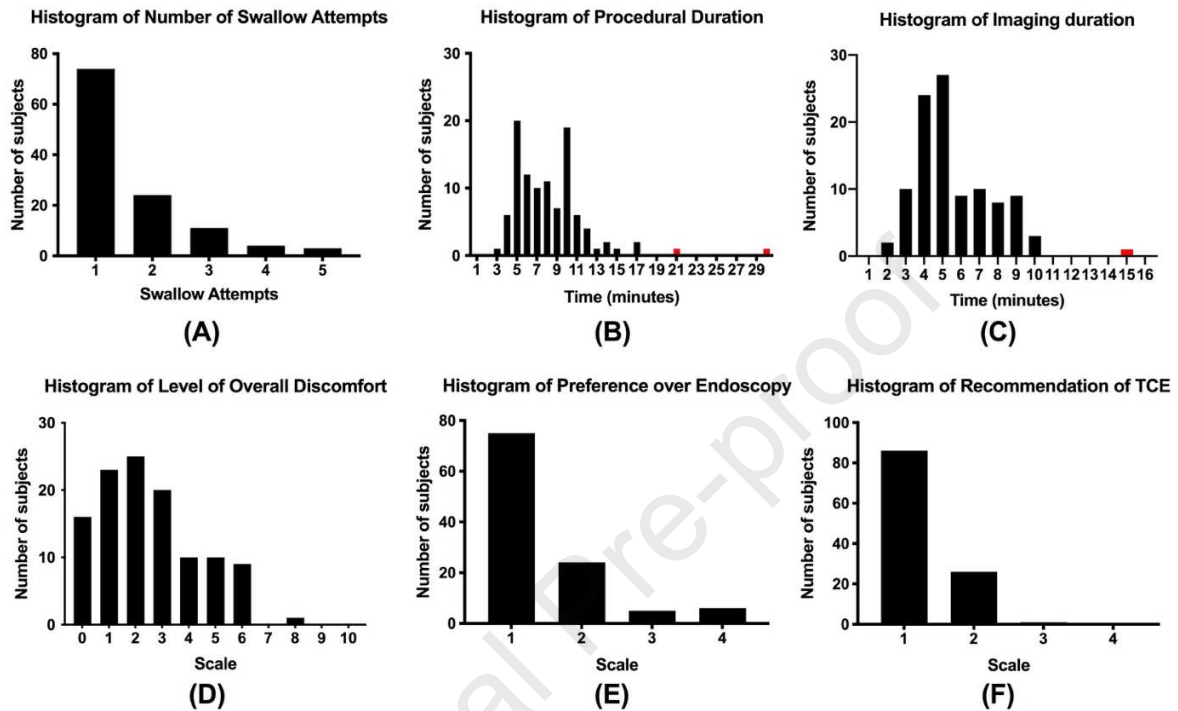 Histogram of Number of Swallow Attempts
Number of subjects
80
60
40
20
0
1 2 3 4 5
Swallow Attempts
(A)
Histogram of Procedural Duration
Number of subjects
30
20
10
0
1 3 5 7 9 11 13 15 17 19 21 23 25 27 29
Time (minutes)
(B)
Histogram of Imaging duration
Number of subjects
30
20
10
0
1 2 3 4 5 6 7 8 9 10 11 12 13 14 15 16
Time (minutes)
(C)
Histogram of Level of Overall Discomfort
Number of subjects
30
20
10
0
0 1 2 3 4 5 6 7 8 9 10
Scale
(D)
Histogram of Preference over Endoscopy
Number of subjects
80
60
40
20
0
1 2 3 4
Scale
(E)
Histogram of Recommendation of TCE
Number of subjects
100
80
60
40
20
0
1 2 3 4
Scale
(F)
al Pre-proof